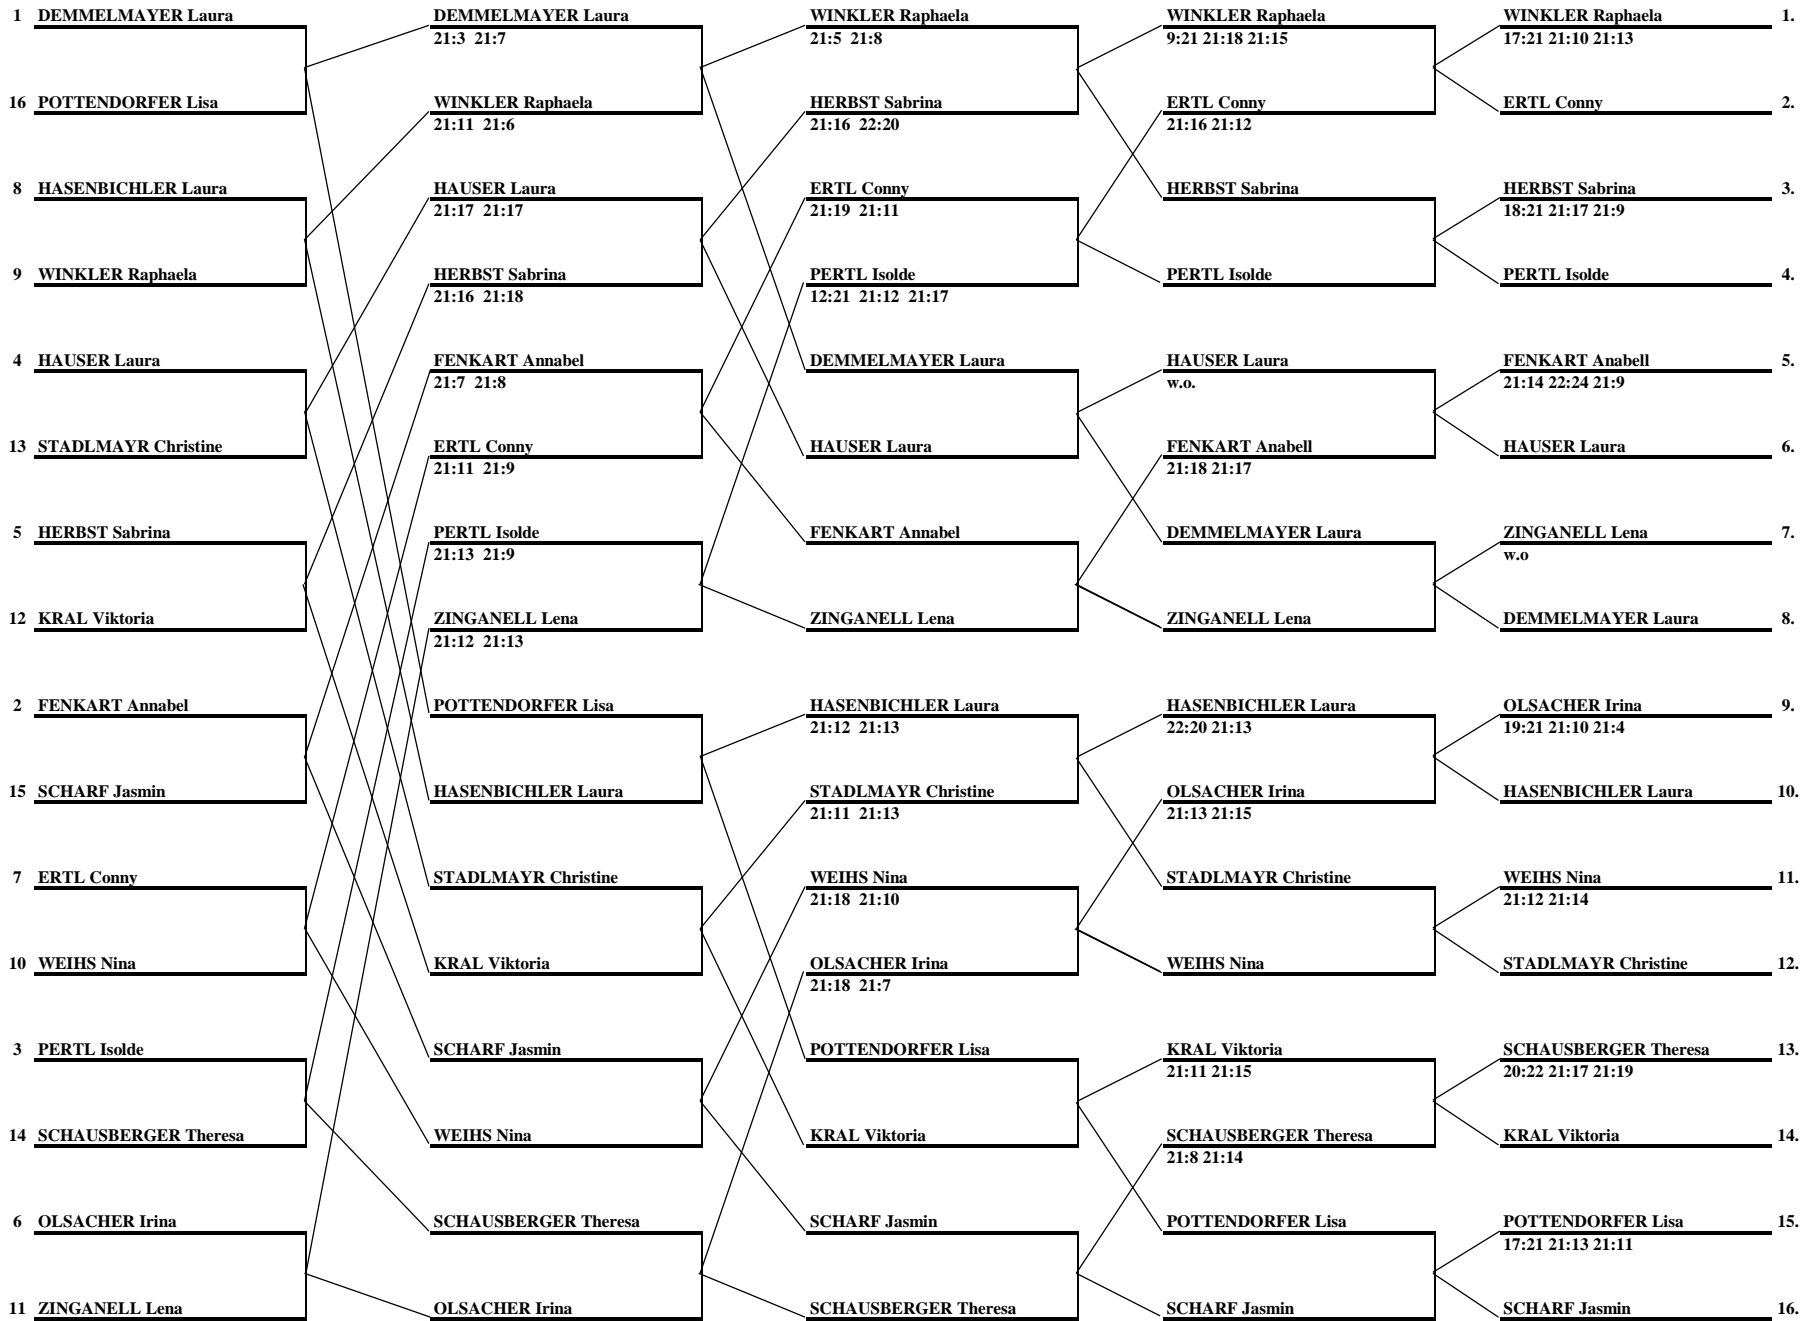 1 DEMMELMAYER Laura DEMMELMAYER Laura WINKLER Raphaela WINKLER Raphaela WINKLER Raphaela 1.
21:3 21:7 21:5 21:8 9:21 21:18 21:15 17:21 21:10 21:13
16 POTTENDORFER Lisa WINKLER Raphaela HERBST Sabrina ERTL Conny ERTL Conny 2.
21:11 21:6 21:16 22:20 21:16 21:12
8 HASENBICHLER Laura HAUSER Laura ERTL Conny HERBST Sabrina HERBST Sabrina 3.
21:17 21:17 21:19 21:11 18:21 21:17 21:9
9 WINKLER Raphaela HERBST Sabrina PERTL Isolde PERTL Isolde PERTL Isolde 4.
21:16 21:18 12:21 21:12 21:17
4 HAUSER Laura FENKART Annabel DEMMELMAYER Laura HAUSER Laura FENKART Anabell 5.
21:7 21:8 w.o. 21:14 22:24 21:9
13 STADLMAYR Christine ERTL Conny HAUSER Laura FENKART Anabell HAUSER Laura 6.
21:11 21:9 21:18 21:17
5 HERBST Sabrina PERTL Isolde FENKART Annabel DEMMELMAYER Laura ZINGANELL Lena 7.
21:13 21:9 w.o
12 KRAL Viktoria ZINGANELL Lena ZINGANELL Lena ZINGANELL Lena DEMMELMAYER Laura 8.
21:12 21:13
2 FENKART Annabel POTTENDORFER Lisa HASENBICHLER Laura HASENBICHLER Laura OLSACHER Irina 9.
21:12 21:13 22:20 21:13 19:21 21:10 21:4
15 SCHARF Jasmin HASENBICHLER Laura STADLMAYR Christine OLSACHER Irina HASENBICHLER Laura 10.
21:11 21:13 21:13 21:15
7 ERTL Conny STADLMAYR Christine WEIHS Nina STADLMAYR Christine WEIHS Nina 11.
21:18 21:10 21:12 21:14
10 WEIHS Nina KRAL Viktoria OLSACHER Irina WEIHS Nina STADLMAYR Christine 12.
21:18 21:7
3 PERTL Isolde SCHARF Jasmin POTTENDORFER Lisa KRAL Viktoria SCHAUSBERGER Theresa 13.
21:11 21:15 20:22 21:17 21:19
14 SCHAUSBERGER Theresa WEIHS Nina KRAL Viktoria SCHAUSBERGER Theresa KRAL Viktoria 14.
21:8 21:14
6 OLSACHER Irina SCHAUSBERGER Theresa SCHARF Jasmin POTTENDORFER Lisa POTTENDORFER Lisa 15.
17:21 21:13 21:11
11 ZINGANELL Lena OLSACHER Irina SCHAUSBERGER Theresa SCHARF Jasmin SCHARF Jasmin 16.